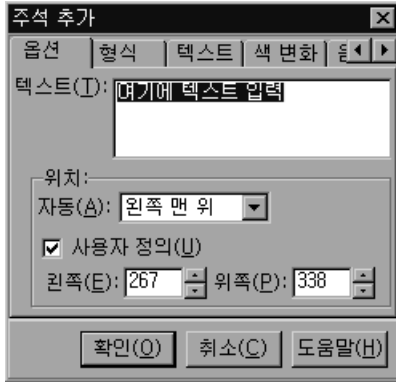 주석 추가
옵션 형식 텍스트 색 변화
텍스트(T): 여기에 텍스트 입력
위치:
자동(A): 왼쪽 맨 위
사용자 정의(U)
왼쪽(E): 267 위쪽(P): 338
확인(O) 취소(C) 도움말(H)